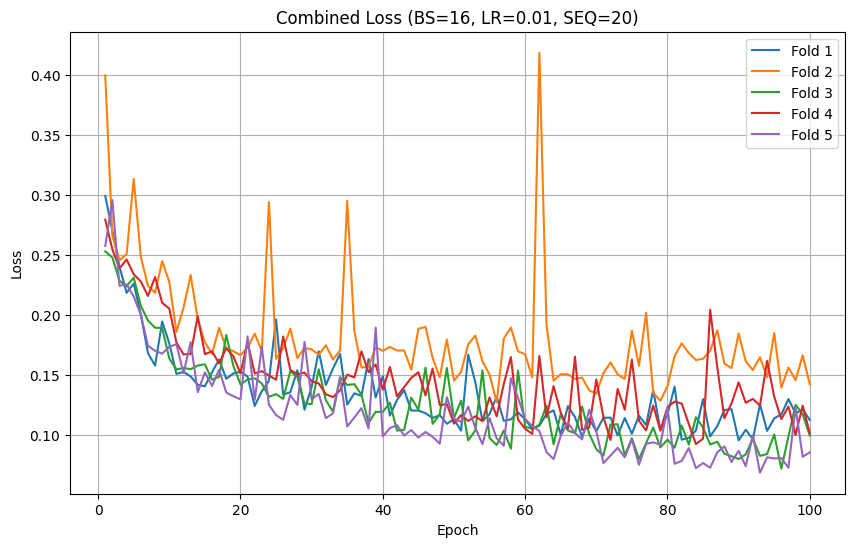 Combined Loss (BS=16, LR=0.01, SEQ=20)
Fold 1
Fold 2
Fold 3
Fold 4
Fold 5
0.40
0.35
0.30
0.25
0.20
0.15
0.10
Loss
0 20 40 60 80 100
Epoch